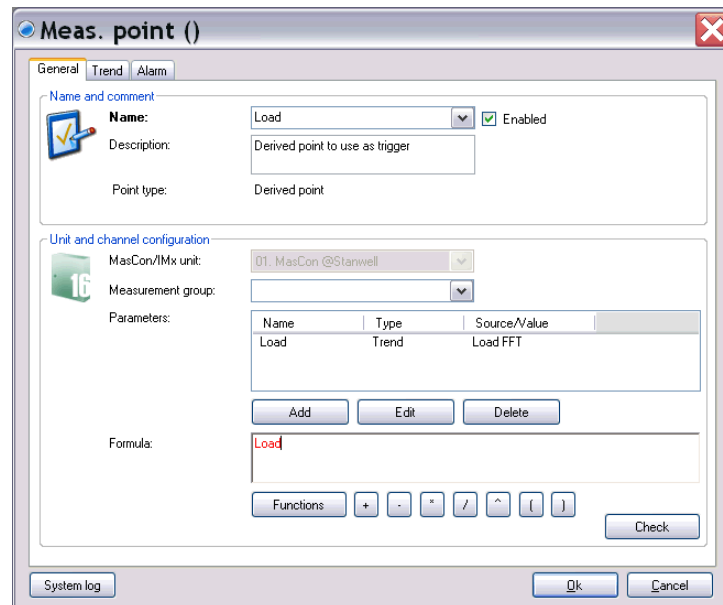 Meas. point ()
General Trend Alarm
Name and comment
Name: Load Enabled
Description: Derived point to use as trigger
Point type: Derived point
Unit and channel configuration
16
MasCon/IMx unit: 01. MasCon @Stanwell
Measurement group:
Parameters:
Name Type Source/Value
Load Trend Load FFT
Add Edit Delete
Formula: Load
Functions + - * / ^ ( )
Check
System log Ok Cancel